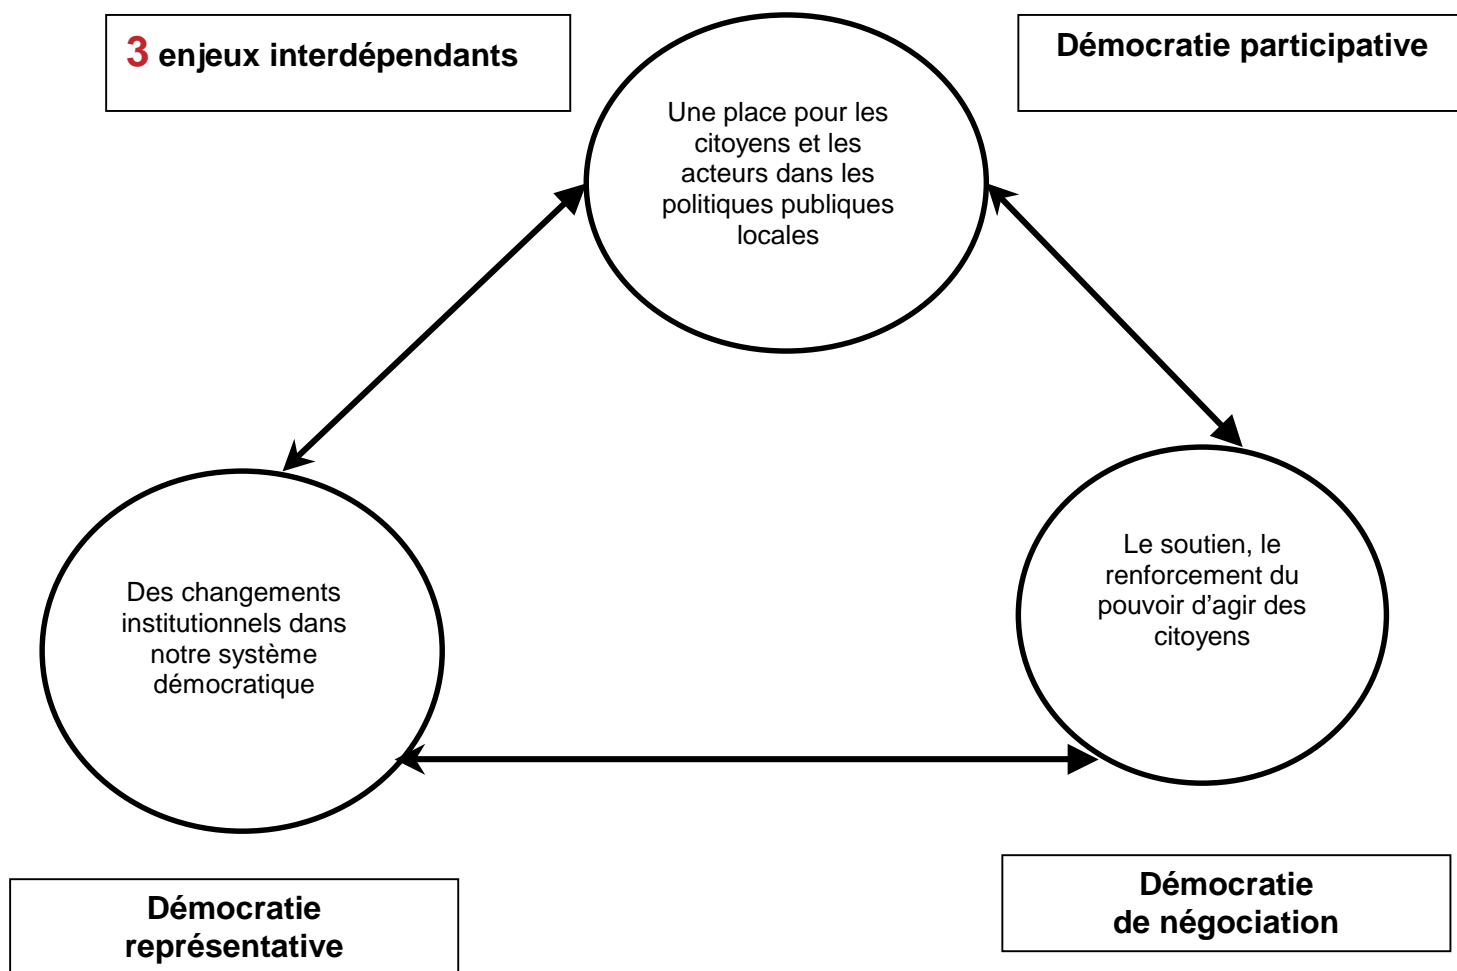 3 enjeux interdépendants
Démocratie participative
Une place pour les
citoyens et les
acteurs dans les
politiques publiques
locales
Des changements
institutionnels dans
notre système
démocratique
Le soutien, le
renforcement du
pouvoir d’agir des
citoyens
Démocratie
représentative
Démocratie
de négociation